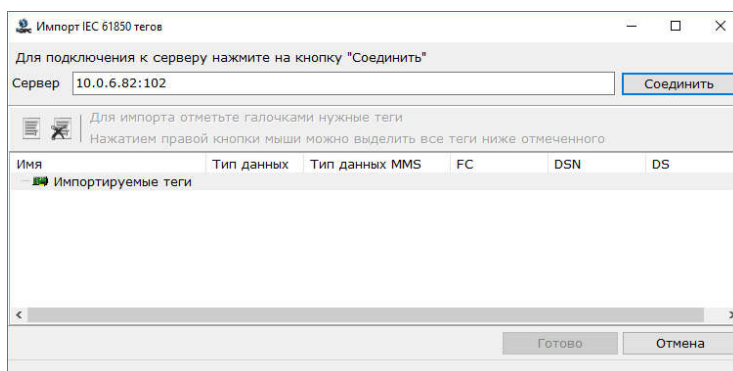 Импорт IEC 61850 тегов
Для подключения к серверу нажмите на кнопку "Соединить"
Сервер 10.0.6.82:102 Соединить
Для импорта отметьте галочками нужные теги
Нажатием правой кнопки мыши можно выделить все теги ниже отмеченного
Имя Тип данных Тип данных MMS FC DSN DS
Импортируемые теги
Готово Отмена